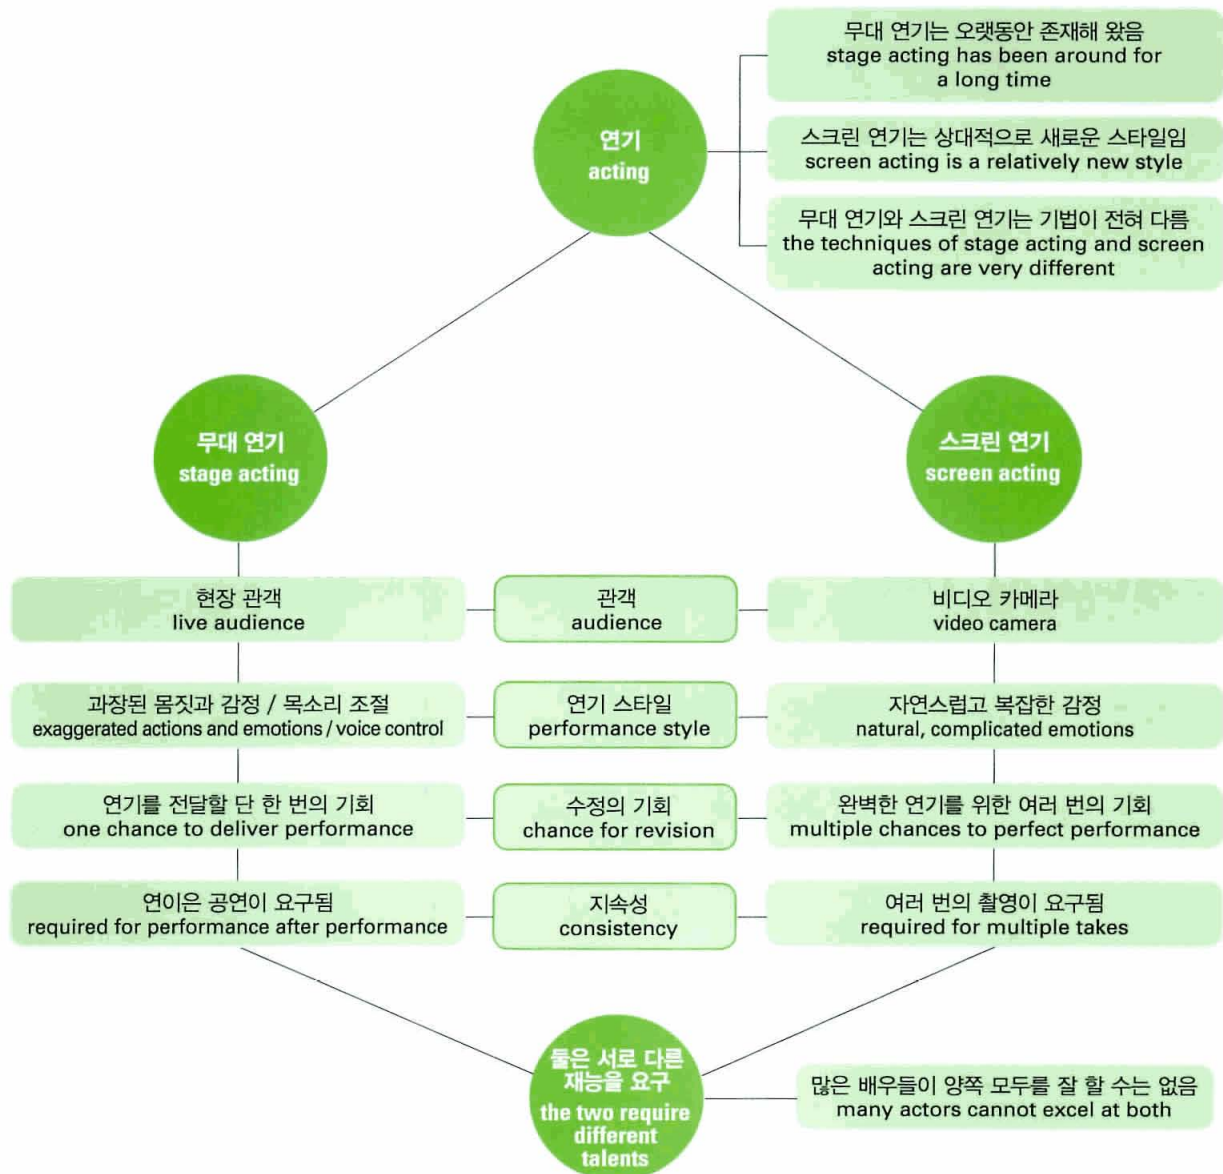 무대 연기는 오랫동안 존재해 왔음
stage acting has been around for
a long time
연기
acting
스크린 연기는 상대적으로 새로운 스타일임
screen acting is a relatively new style
무대 연기와 스크린 연기는 기법이 전혀 다름
the techniques of stage acting and screen
acting are very different
무대 연기
stage acting
스크린 연기
screen acting
현장 관객
live audience
관객
audience
비디오 카메라
video camera
과장된 몸짓과 감정 / 목소리 조절
exaggerated actions and emotions / voice control
연기 스타일
performance style
자연스럽고 복잡한 감정
natural, complicated emotions
연기를 전달할 단 한 번의 기회
one chance to deliver performance
수정의 기회
chance for revision
완벽한 연기를 위한 여러 번의 기회
multiple chances to perfect performance
연이은 공연이 요구됨
required for performance after performance
지속성
consistency
여러 번의 촬영이 요구됨
required for multiple takes
둘은 서로 다른
재능을 요구
the two require
different
talents
많은 배우들이 양쪽 모두를 잘 할 수는 없음
many actors cannot excel at both